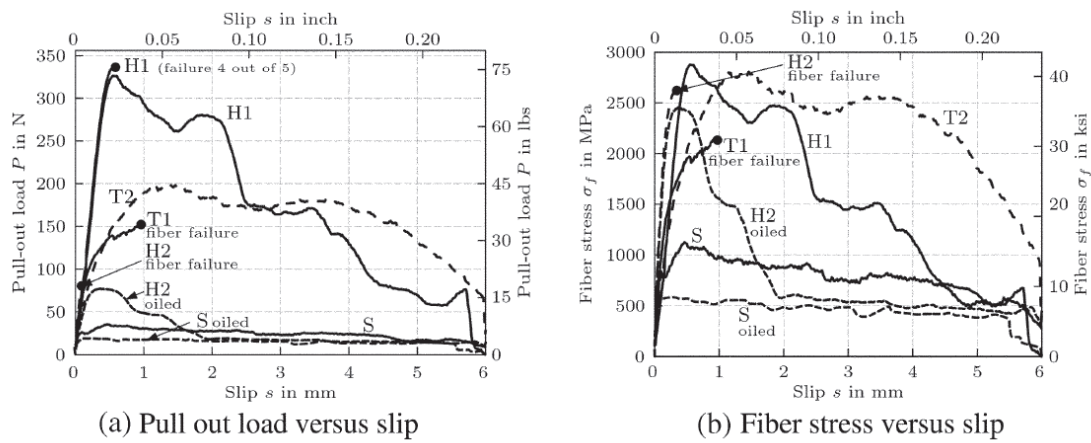 Slip s in inch
0 0.05 0.10 0.15 0.20
350
300
250
200
150
100
50
0
Pull-out load P in N
H1 (failure 4 out of 5)
H1
T2
T1
fiber failure
H2
fiber failure
H2
oiled
S oiled
S
75
60
45
30
15
0
Pull-out load P in lbs
0 1 2 3 4 5 6
Slip s in mm
(a) Pull out load versus slip
Slip s in inch
0 0.05 0.10 0.15 0.20
3000
2500
2000
1500
1000
500
0
Fiber stress σf in MPa
H2
fiber failure
T2
T1
fiber failure
H1
H2
oiled
S
S
oiled
40
30
20
10
0
Fiber stress σf in ksi
0 1 2 3 4 5 6
Slip s in mm
(b) Fiber stress versus slip